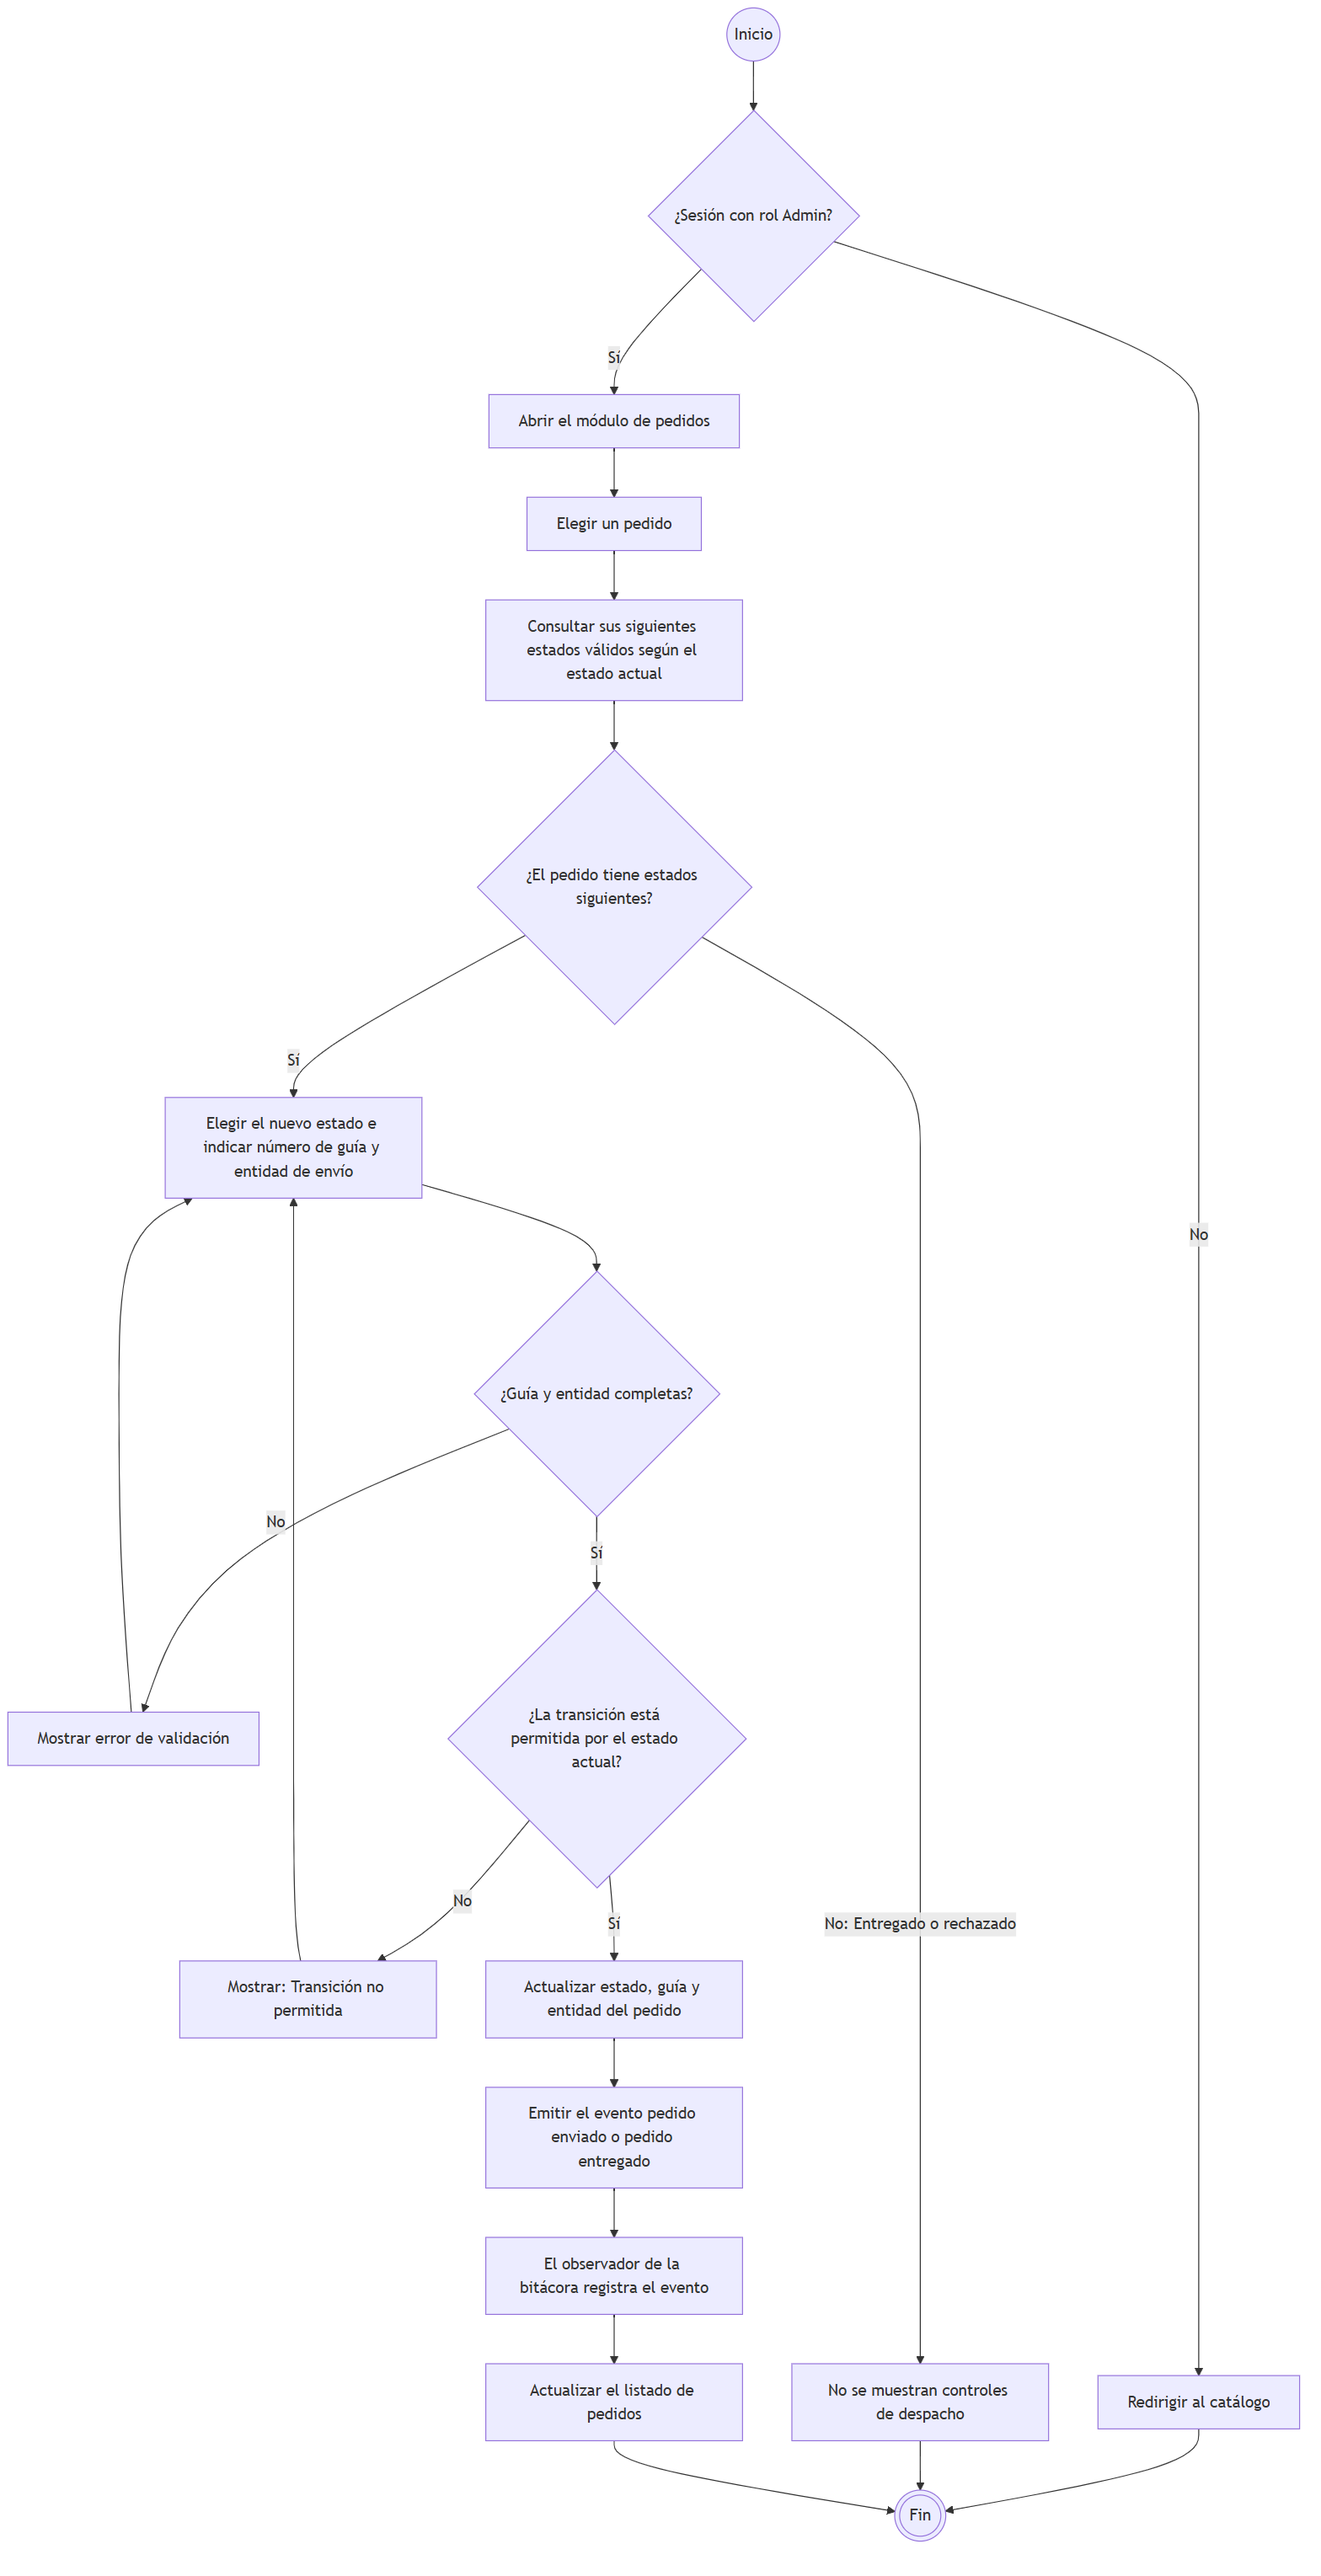 Inicio
¿Sesión con rol Admin?
Sí
Abrir el módulo de pedidos
Elegir un pedido
Consultar sus siguientes
estados válidos según el
estado actual
¿El pedido tiene estados
siguientes?
Sí
Elegir el nuevo estado e
indicar número de guía y
entidad de envío
No
¿Guía y entidad completas?
No
Sí
¿La transición está
permitida por el estado
actual?
Mostrar error de validación
No
Sí
No: Entregado o rechazado
Mostrar: Transición no
permitida
Actualizar estado, guía y
entidad del pedido
Emitir el evento pedido
enviado o pedido
entregado
El observador de la
bitácora registra el evento
Actualizar el listado de
pedidos
No se muestran controles
de despacho
Redirigir al catálogo
Fin